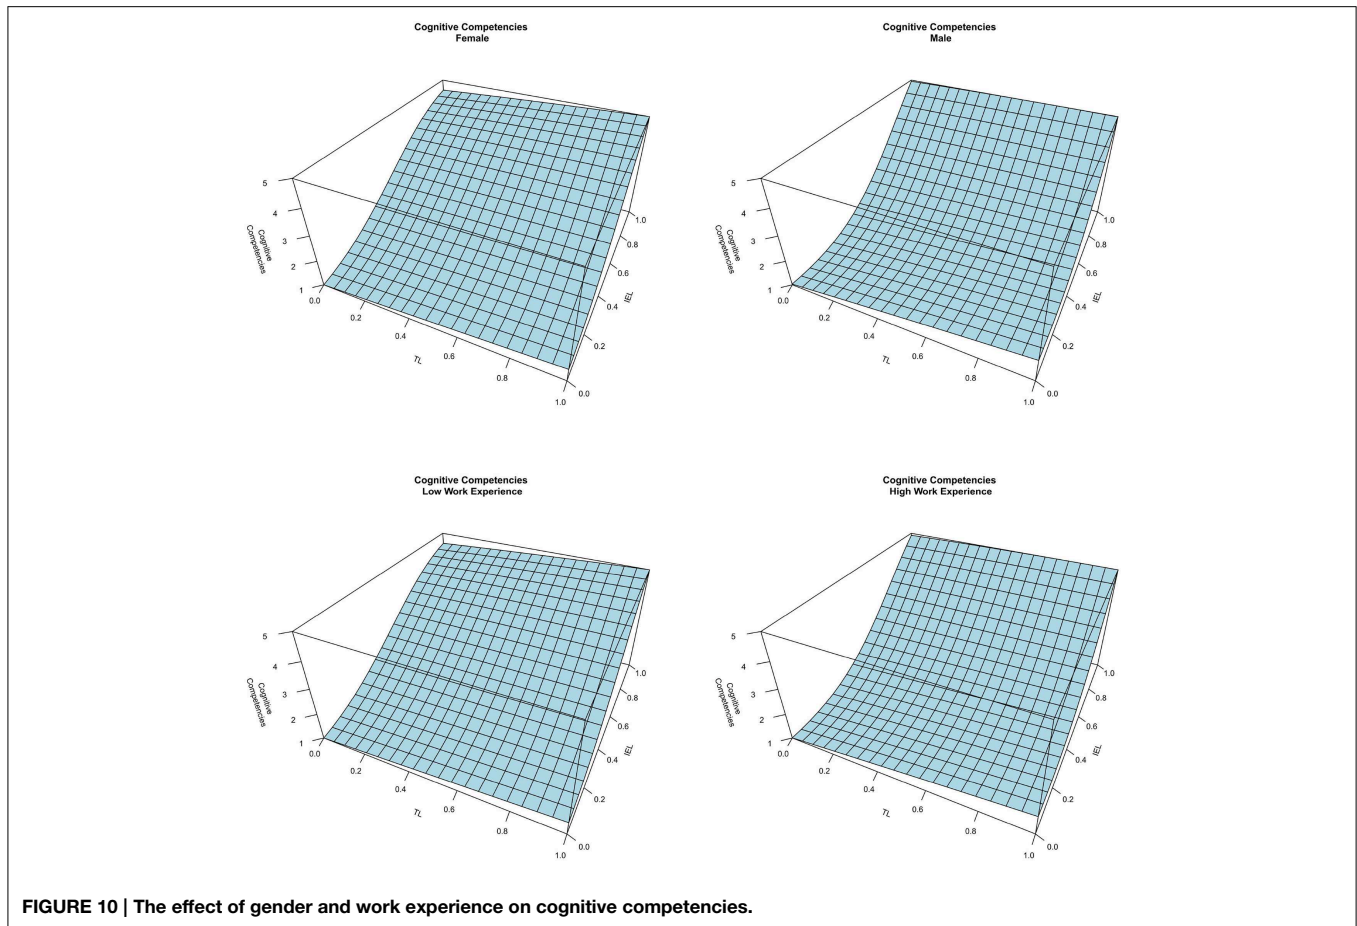 Cognitive Competencies
Female
5
4
3
2
1
Cognitive
Competencies
0.0
0.2
0.4
0.6
0.8
1.0
TL
0.0
0.2
0.4
0.6
0.8
1.0
IEL
Cognitive Competencies
Male
5
4
3
2
1
Cognitive
Competencies
0.0
0.2
0.4
0.6
0.8
1.0
TL
0.0
0.2
0.4
0.6
0.8
1.0
IEL
Cognitive Competencies
Low Work Experience
5
4
3
2
1
Cognitive
Competencies
0.0
0.2
0.4
0.6
0.8
1.0
TL
0.0
0.2
0.4
0.6
0.8
1.0
IEL
Cognitive Competencies
High Work Experience
5
4
3
2
1
Cognitive
Competencies
0.0
0.2
0.4
0.6
0.8
1.0
TL
0.0
0.2
0.4
0.6
0.8
1.0
IEL
FIGURE 10 | The effect of gender and work experience on cognitive competencies.